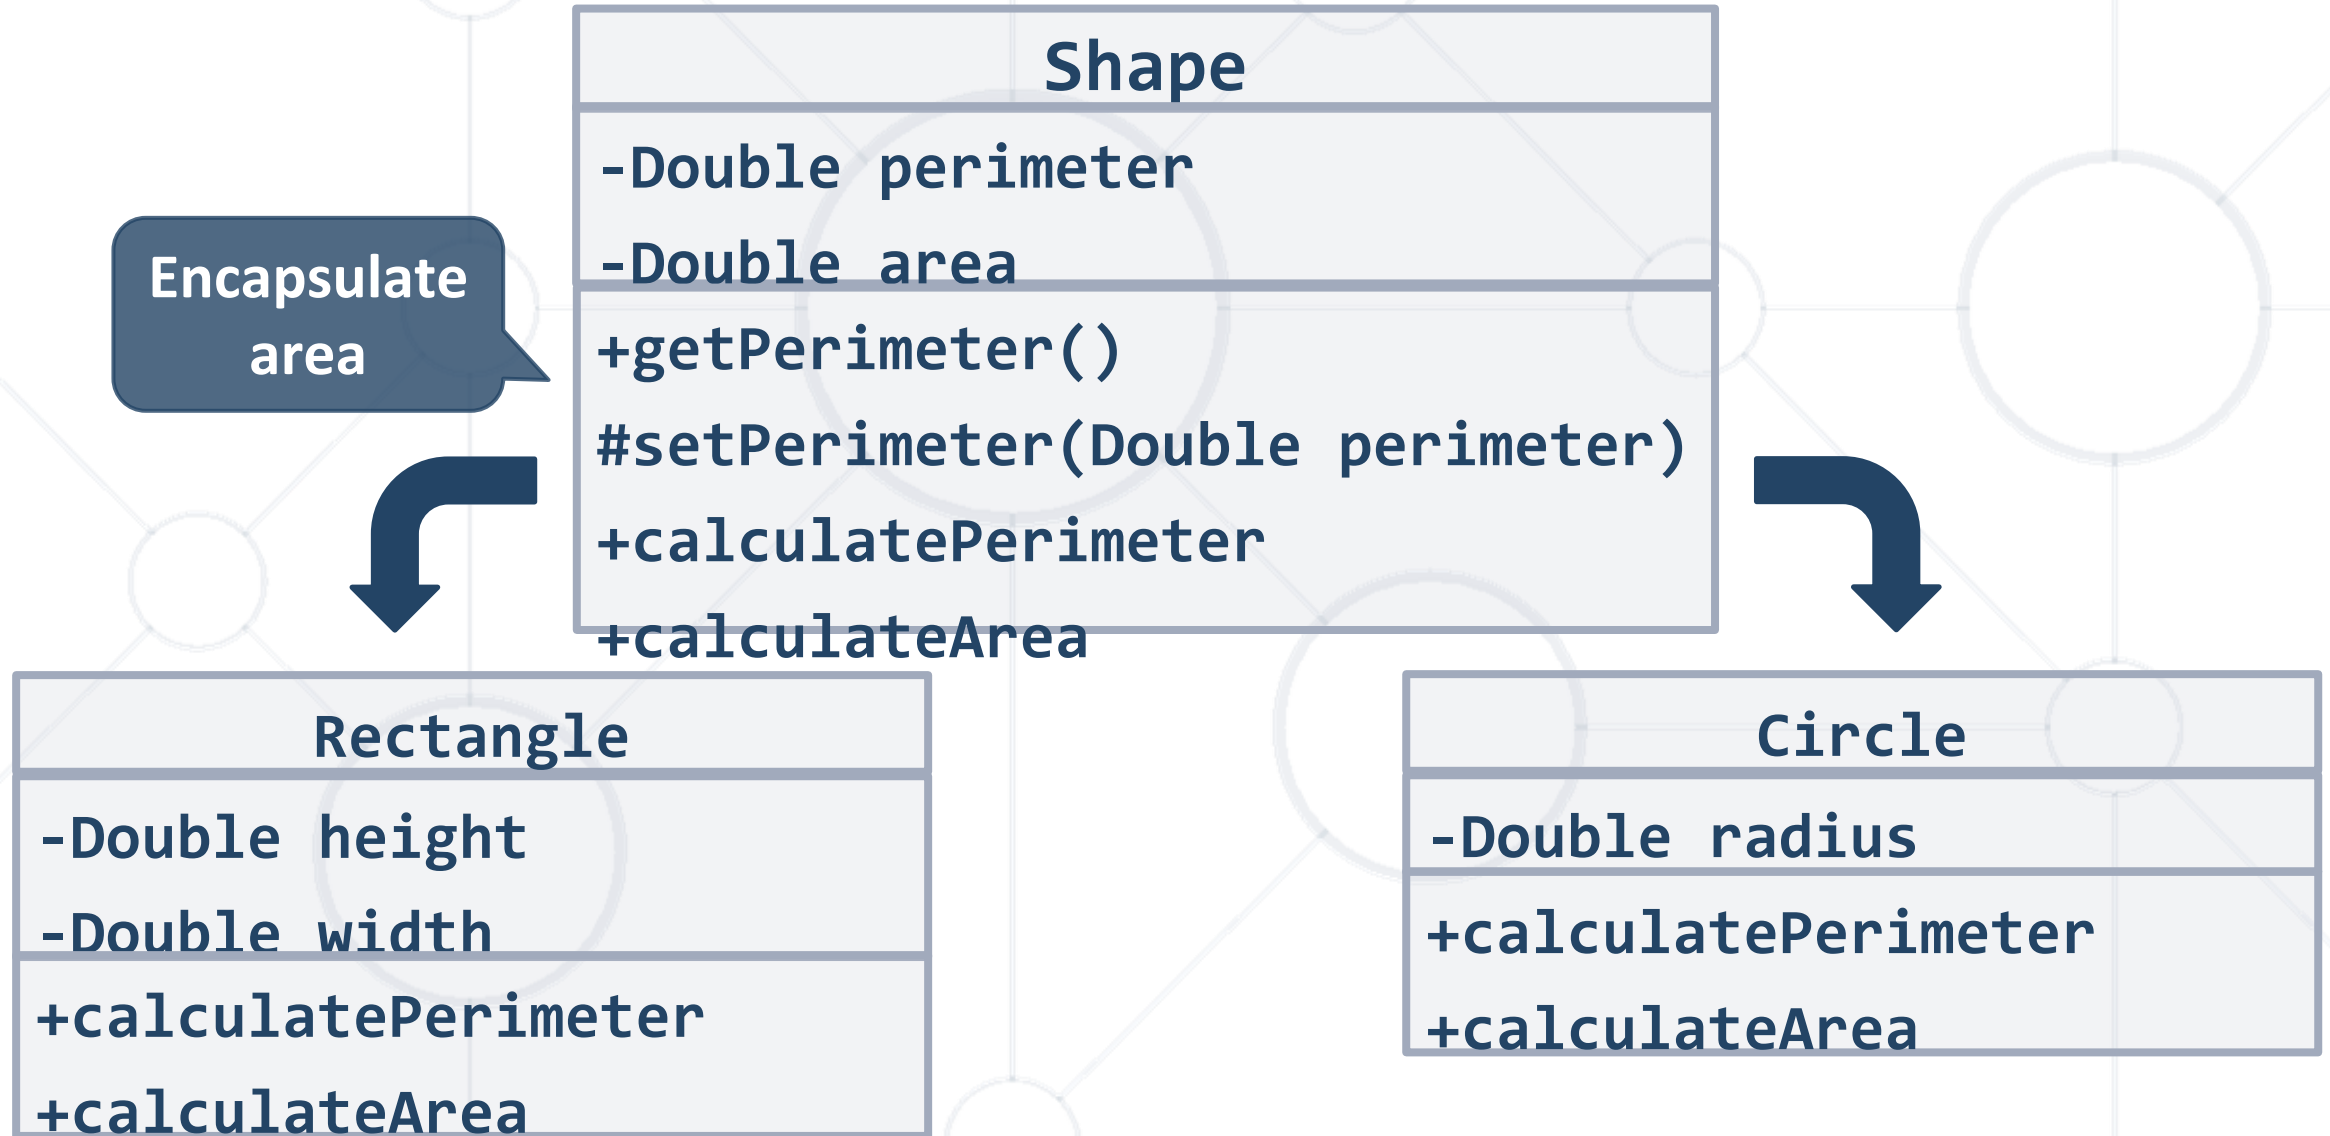 Shape
-Double perimeter
-Double area
Encapsulate
area
+getPerimeter()
#setPerimeter(Double perimeter)
+calculatePerimeter
+calculateArea
Rectangle
-Double height
-Double width
+calculatePerimeter
+calculateArea
Circle
-Double radius
+calculatePerimeter
+calculateArea